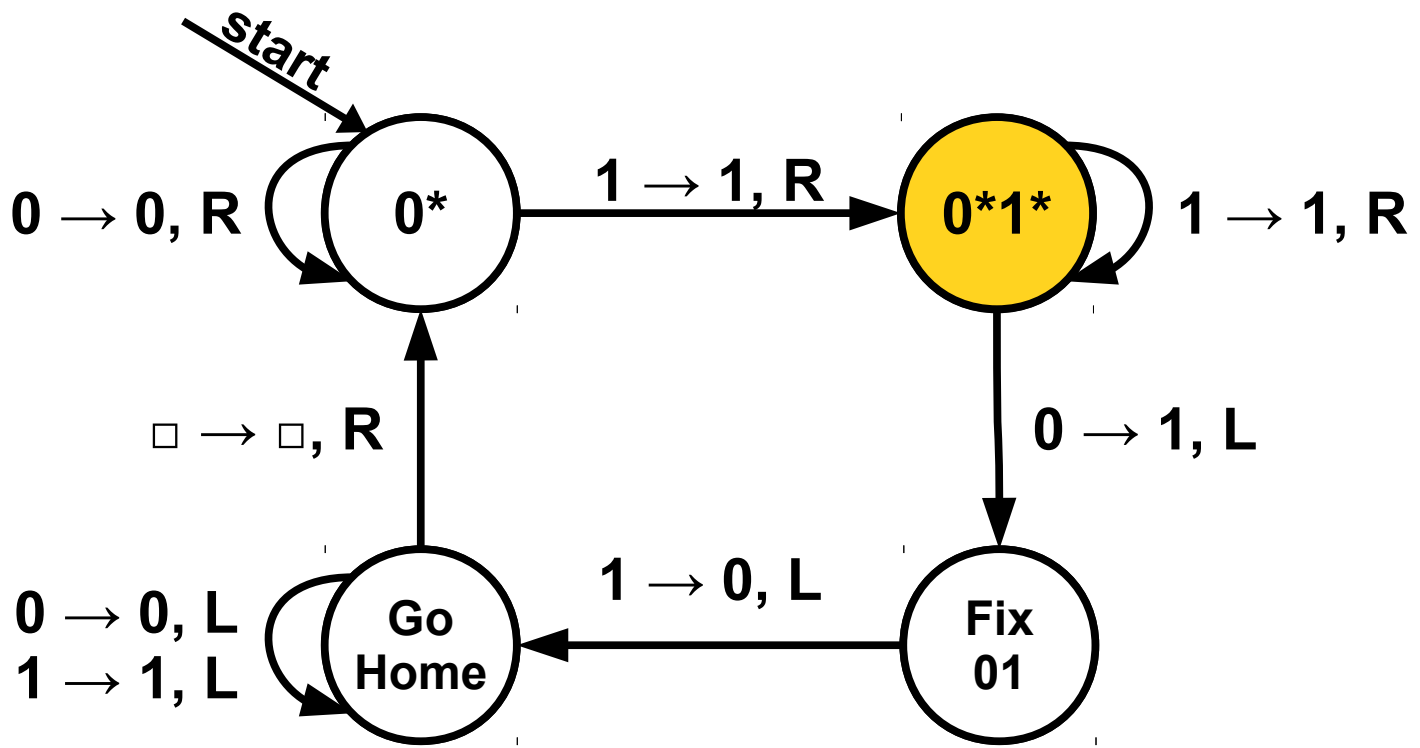 start
0 → 0, R
0*
1 → 1, R
0*1*
1 → 1, R
□ → □, R
0 → 1, L
1 → 0, L
0 → 0, L
1 → 1, L
Go
Home
Fix
01